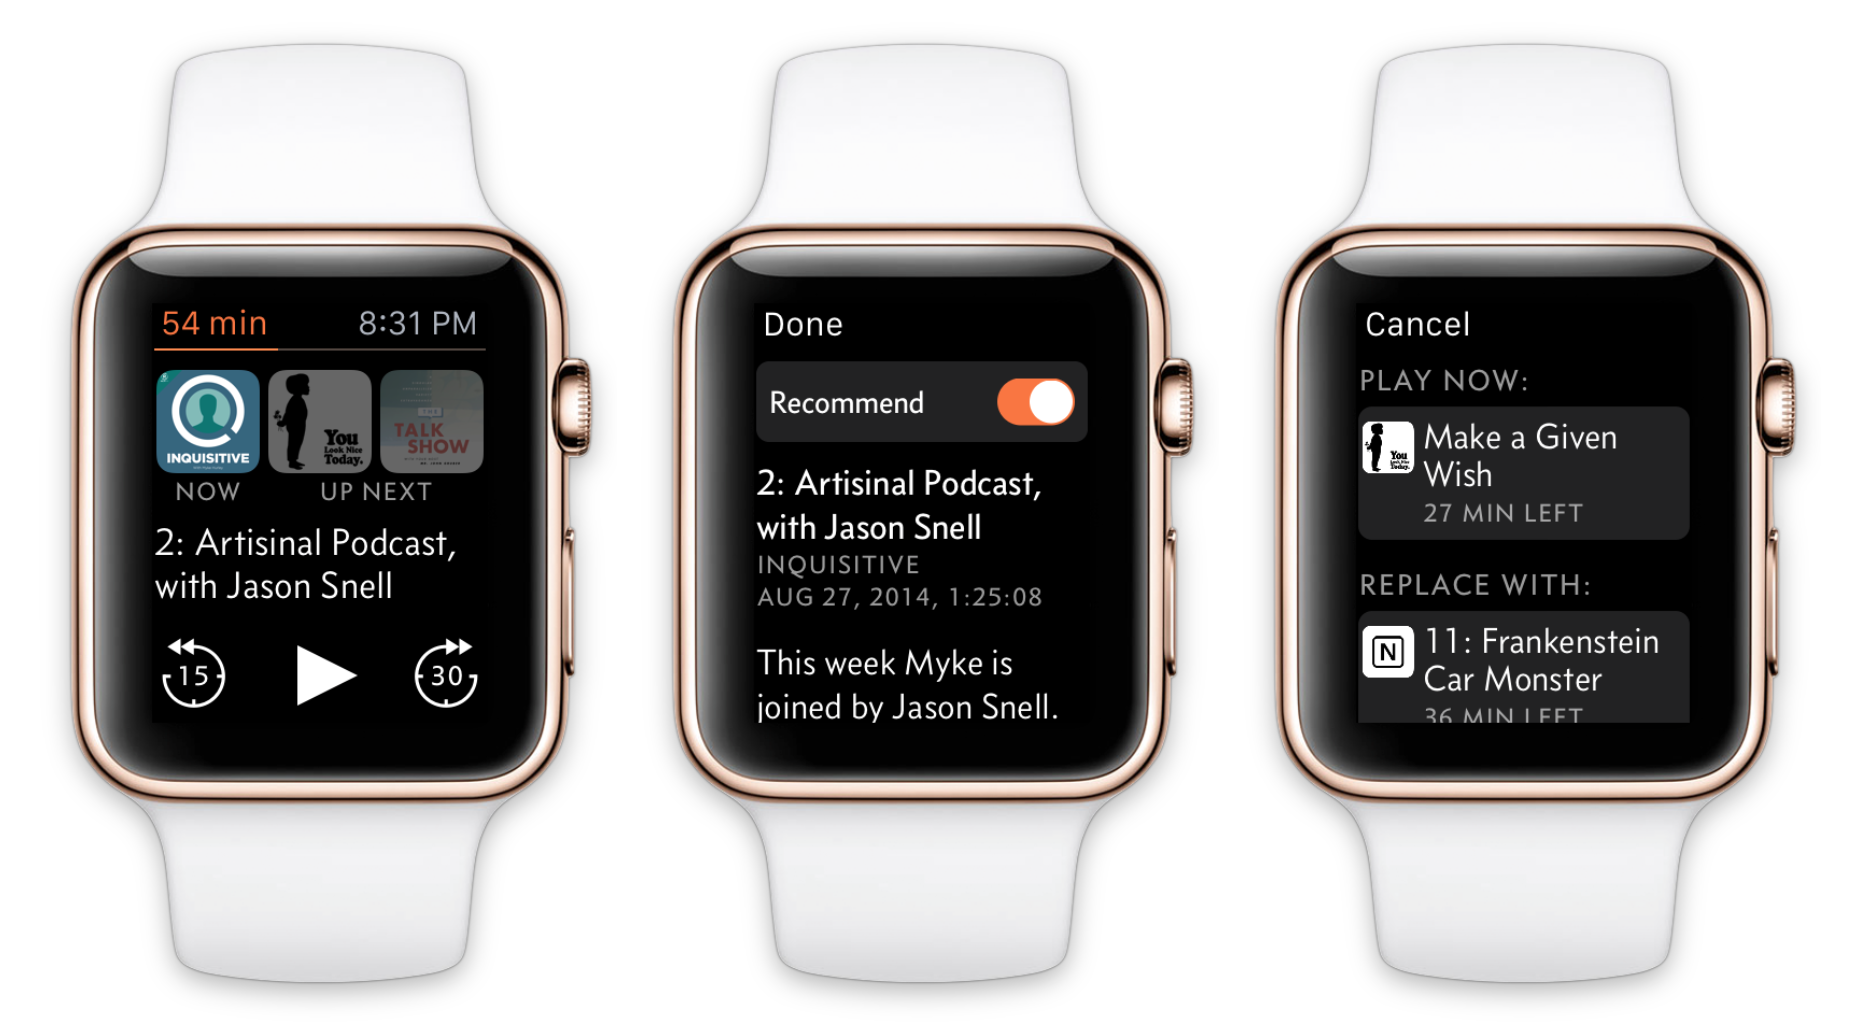 54 min 8:31 PM
INQUISITIVE
You
Look Nice
Today.
THE
TALK
SHOW
NOW UP NEXT
2: Artisinal Podcast,
with Jason Snell
15 30
Done
Recommend
2: Artisinal Podcast,
with Jason Snell
INQUISITIVE
AUG 27, 2014, 1:25:08
This week Myke is
joined by Jason Snell.
Cancel
PLAY NOW:
You
Look Nice
Today.
Make a Given
Wish
27 MIN LEFT
REPLACE WITH:
N
11: Frankenstein
Car Monster
36 MIN LEFT